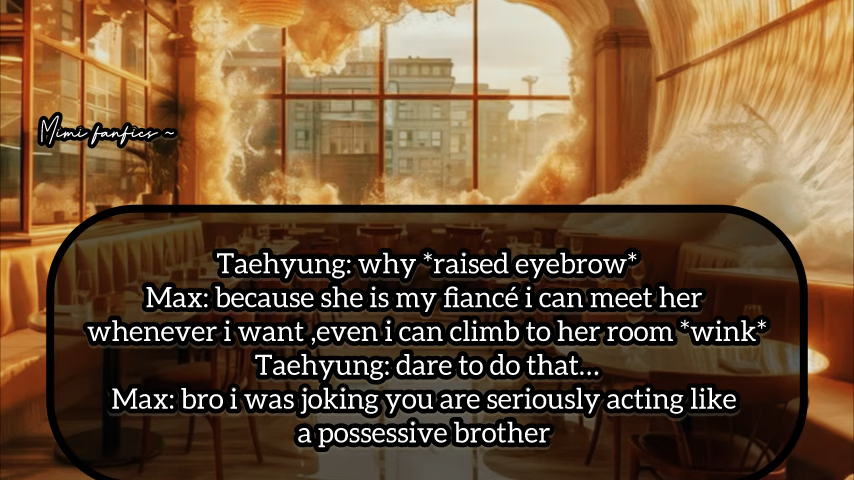 Mimi fanfics ~
Taehyung: why *raised eyebrow*
Max: because she is my fiancé i can meet her
whenever i want ,even i can climb to her room *wink*
Taehyung: dare to do that...
Max: bro i was joking you are seriously acting like
a possessive brother